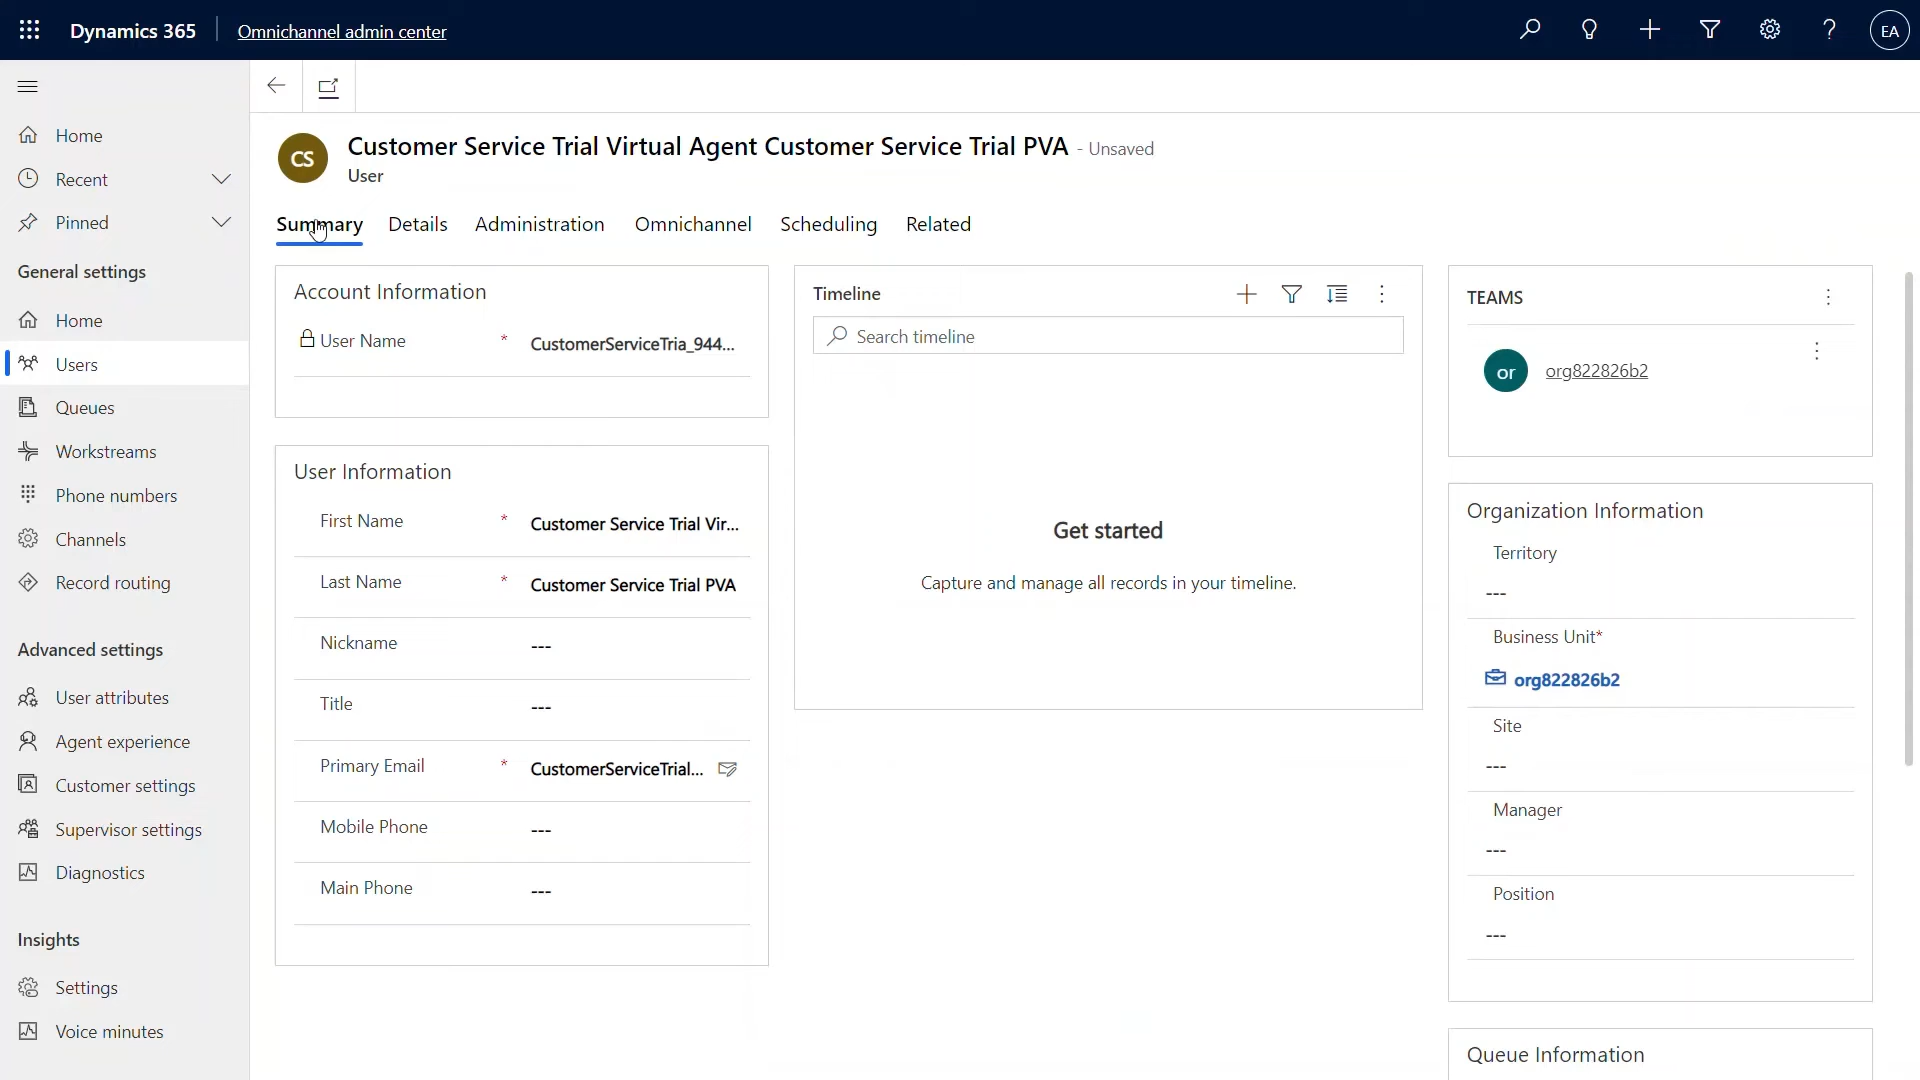 Dynamics 365
Omnichannel admin center
EA
Home
Recent
Pinned
General settings
Home
Users
Queues
Workstreams
Phone numbers
Channels
Record routing
Advanced settings
User attributes
Agent experience
Customer settings
Supervisor settings
Diagnostics
Insights
Settings
Voice minutes
CS
Customer Service Trial Virtual Agent Customer Service Trial PVA - Unsaved
User
Summary Details Administration Omnichannel Scheduling Related
Account Information
User Name * CustomerServiceTria_944...
User Information
First Name * Customer Service Trial Vir...
Last Name * Customer Service Trial PVA
Nickname ---
Title ---
Primary Email * CustomerServiceTrial...
Mobile Phone ---
Main Phone ---
Timeline
Search timeline
Get started
Capture and manage all records in your timeline.
TEAMS
or org822826b2
Organization Information
Territory
---
Business Unit*
org822826b2
Site
---
Manager
---
Position
---
Queue Information